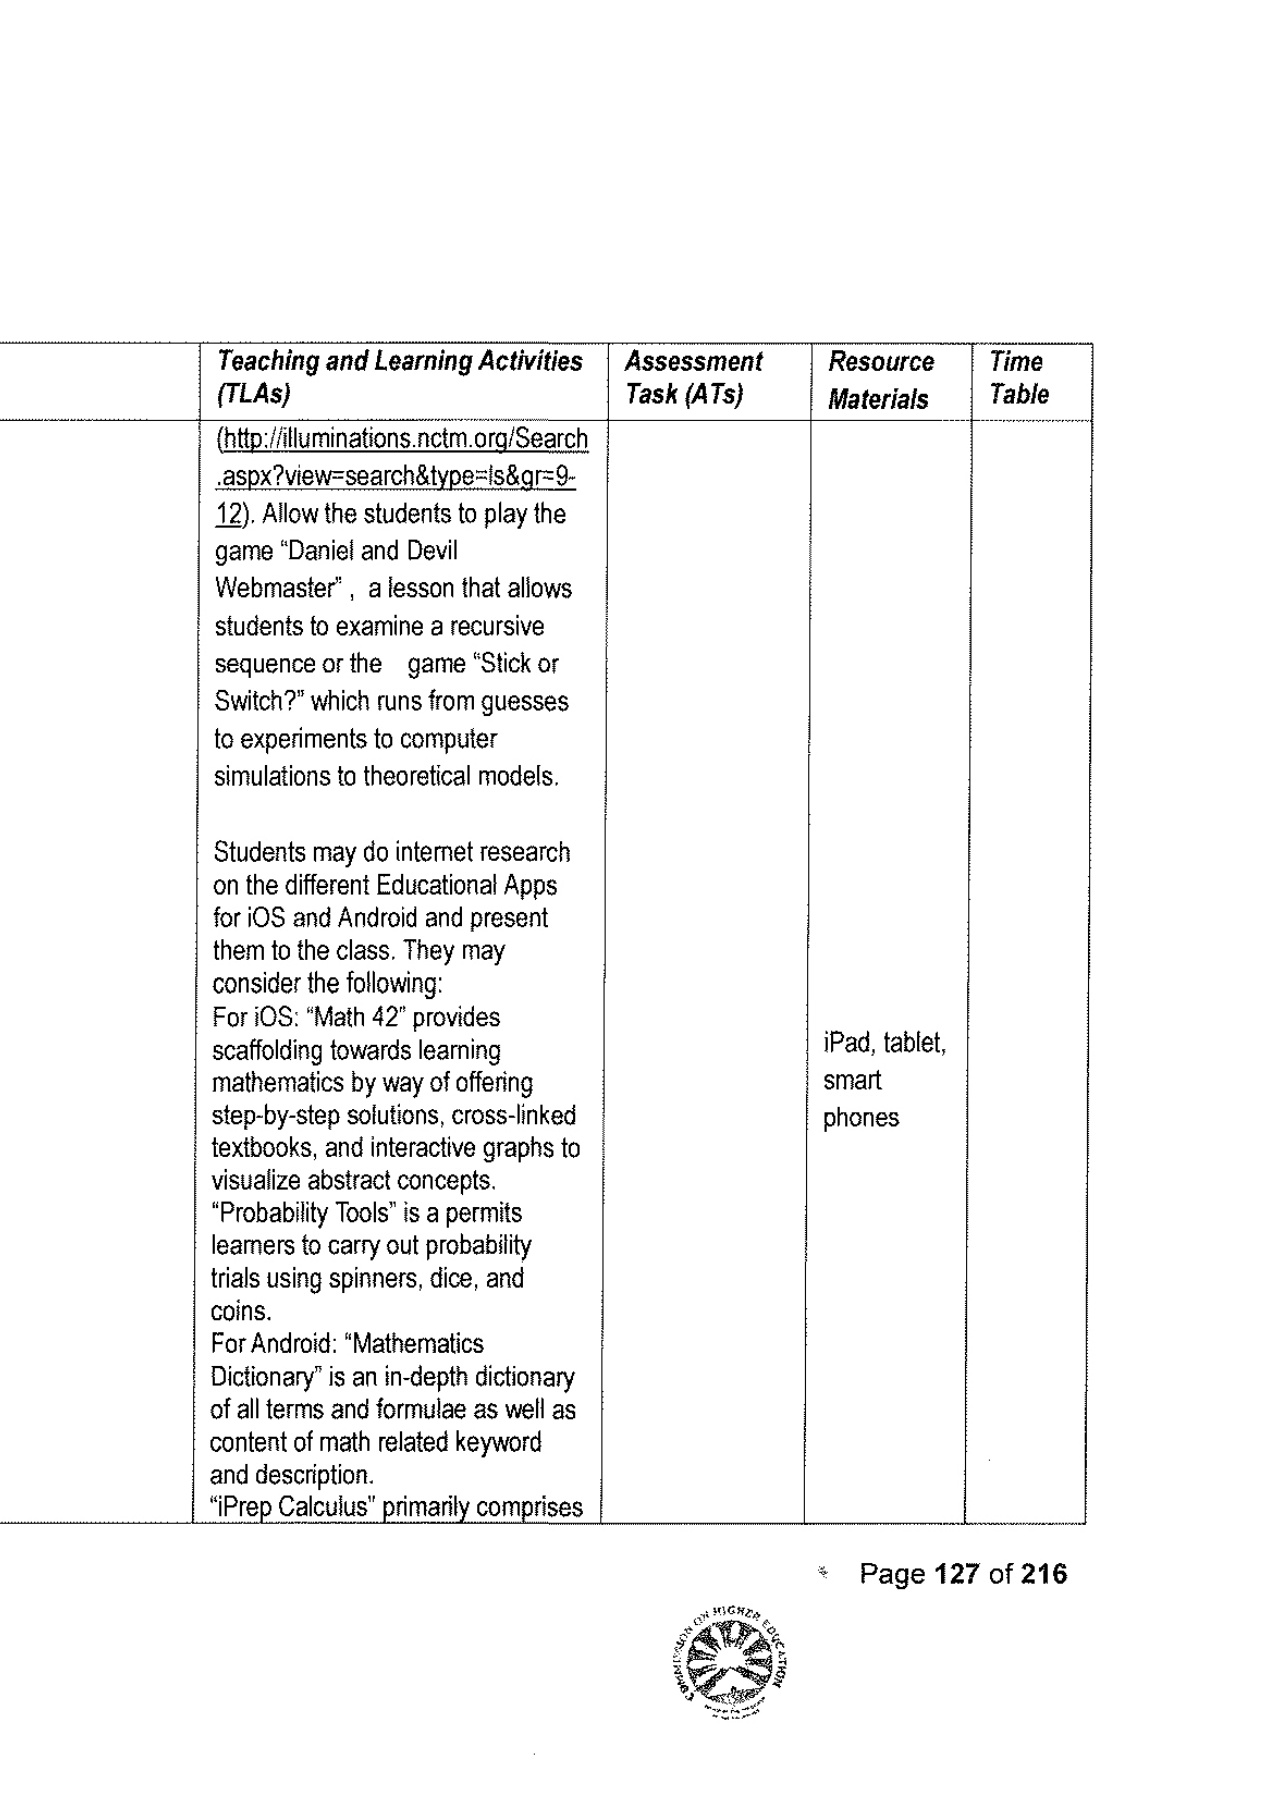 Teaching and Learning Activities
(TLAs)
Assessment
Task (ATs)
Resource
Materials
Time
Table
(http://illuminations.nctm.org/Search
.aspx?view=search&type=ls&gr=9-
12). Allow the students to play the
game “Daniel and Devil
Webmaster” , a lesson that allows
students to examine a recursive
sequence or the game “Stick or
Switch?” which runs from guesses
to experiments to computer
simulations to theoretical models.
Students may do internet research
on the different Educational Apps
for iOS and Android and present
them to the class. They may
consider the following:
For iOS: “Math 42” provides
scaffolding towards learning
mathematics by way of offering
step-by-step solutions, cross-linked
textbooks, and interactive graphs to
visualize abstract concepts.
“Probability Tools” is a permits
learners to carry out probability
trials using spinners, dice, and
coins.
For Android: “Mathematics
Dictionary” is an in-depth dictionary
of all terms and formulae as well as
content of math related keyword
and description.
“iPrep Calculus” primarily comprises
iPad, tablet,
smart
phones
Page 127 of 216
COMMISSION ON HIGHER EDUCATION